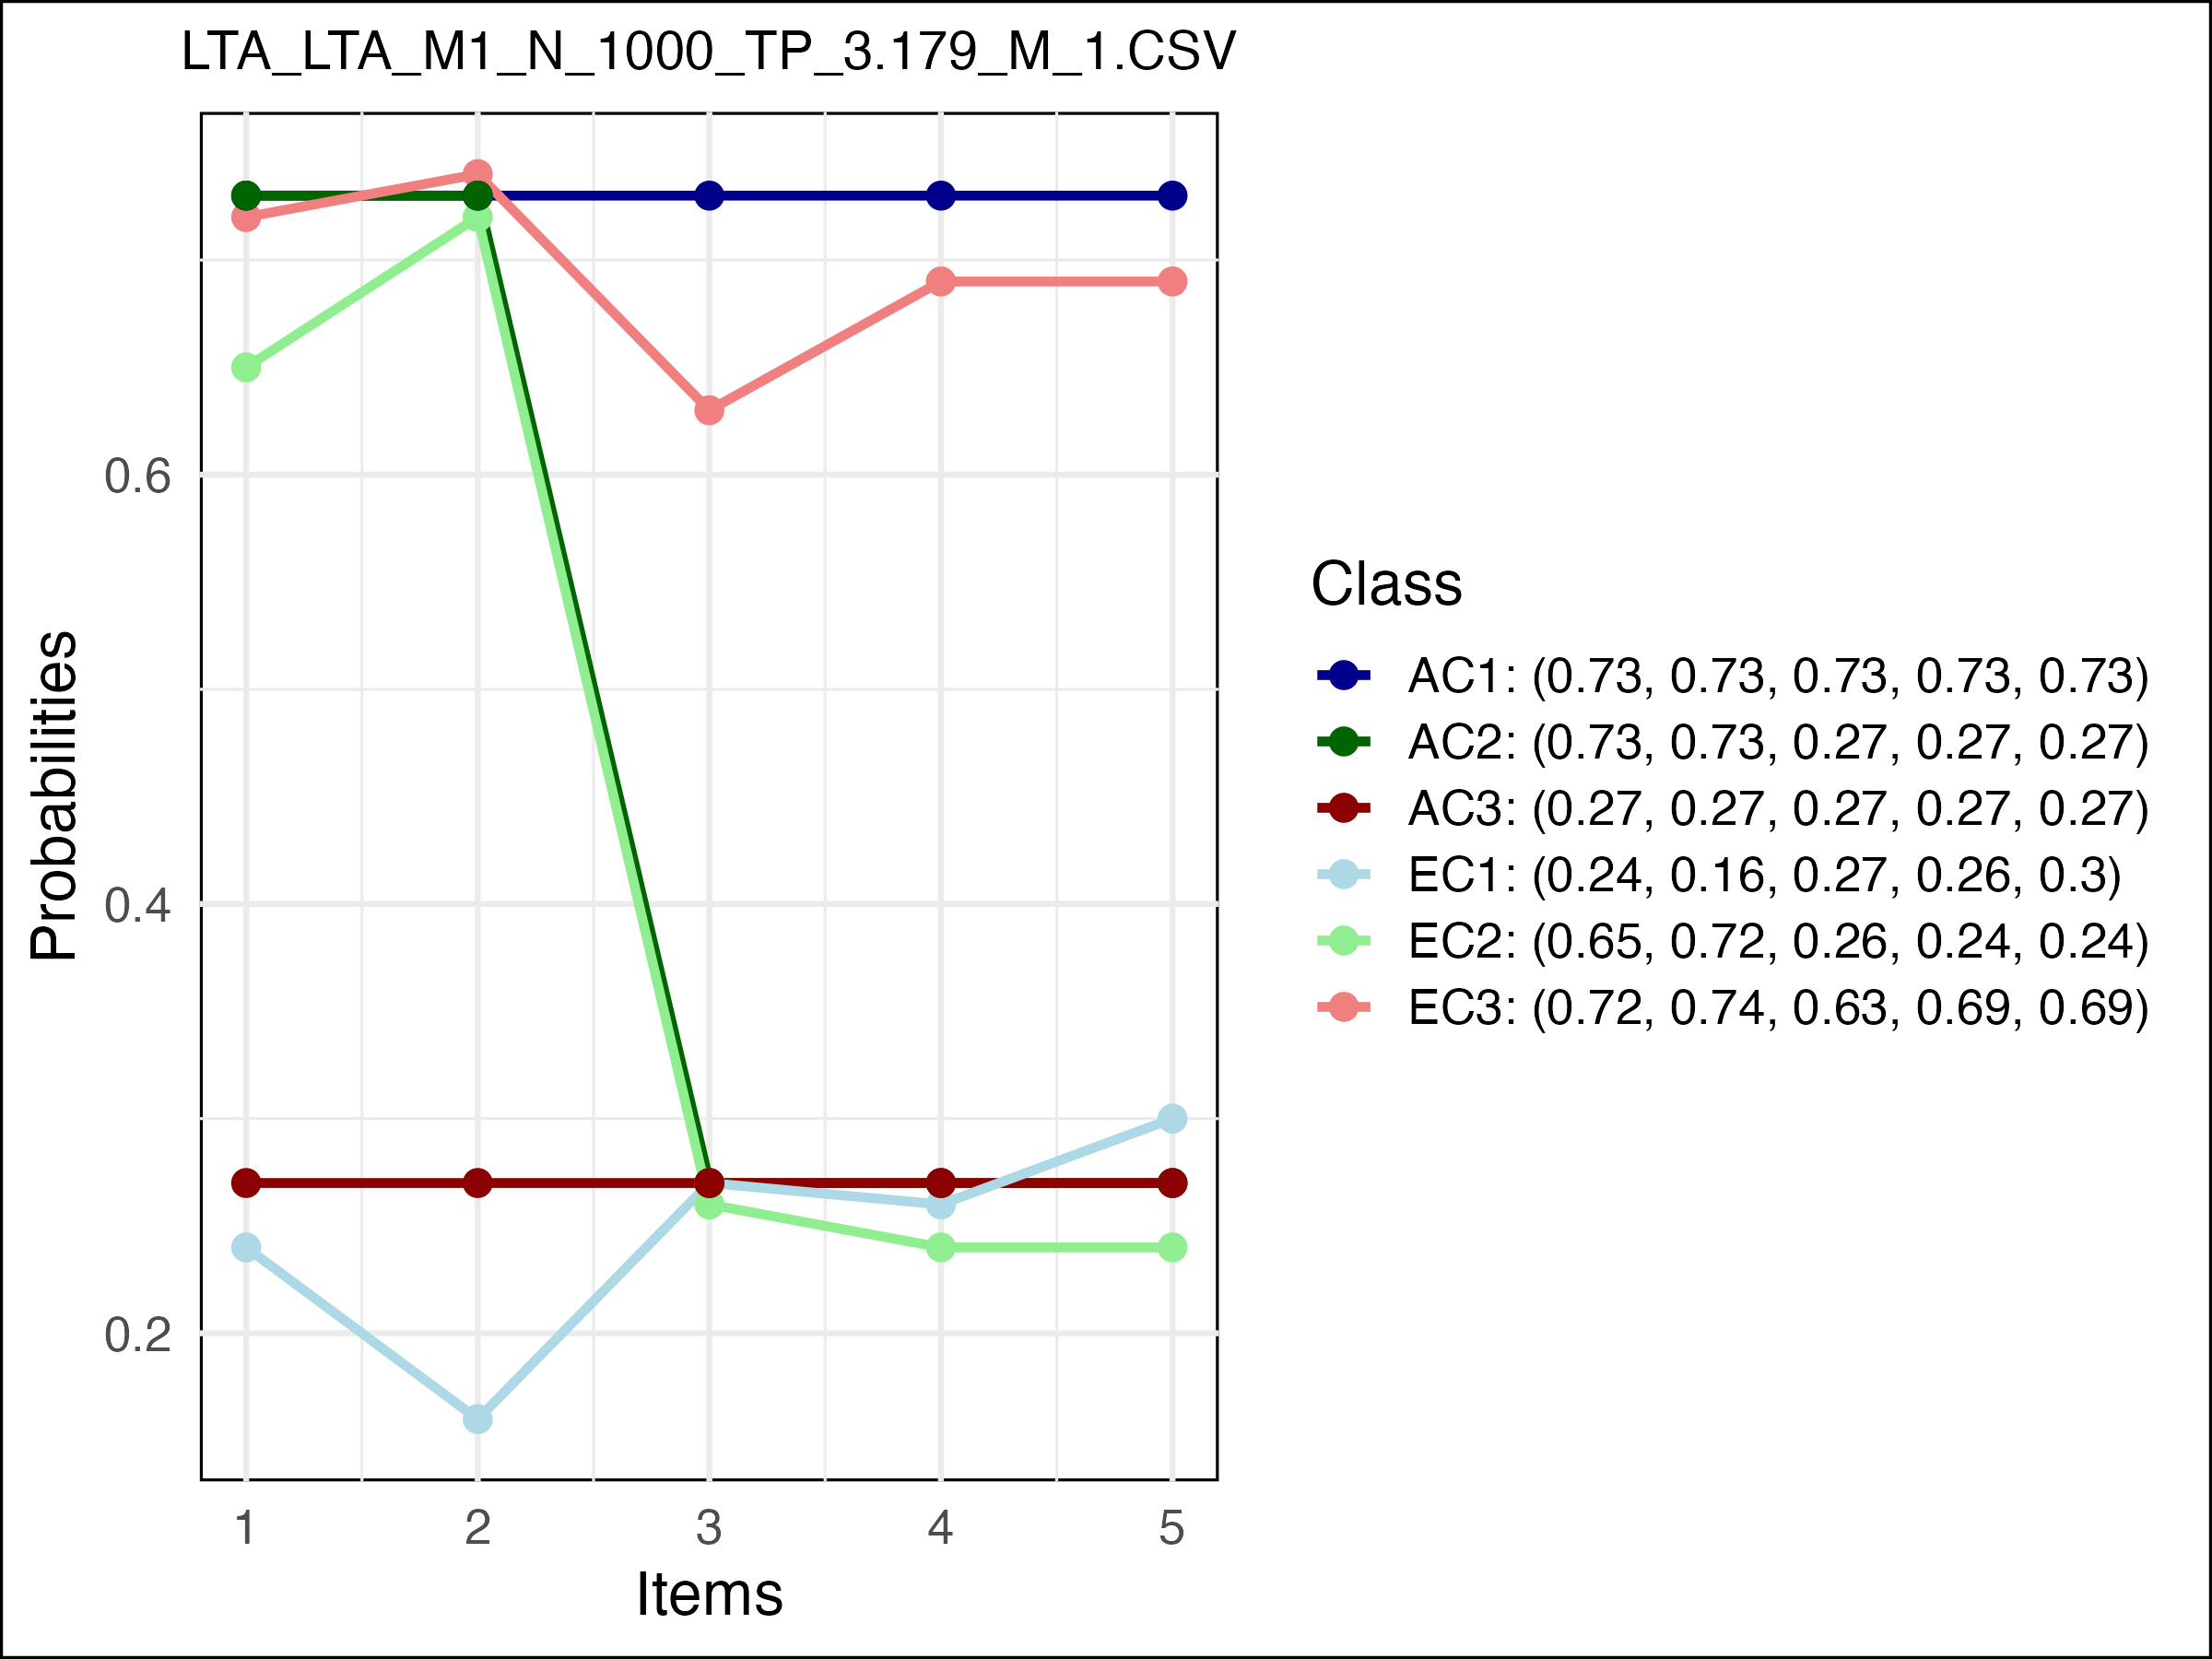 LTA_LTA_M1_N_1000_TP_3.179_M_1.CSV
Probabilities
0.6
0.4
0.2
1 2 3 4 5
Items
Class
AC1: (0.73, 0.73, 0.73, 0.73, 0.73)
AC2: (0.73, 0.73, 0.27, 0.27, 0.27)
AC3: (0.27, 0.27, 0.27, 0.27, 0.27)
EC1: (0.24, 0.16, 0.27, 0.26, 0.3)
EC2: (0.65, 0.72, 0.26, 0.24, 0.24)
EC3: (0.72, 0.74, 0.63, 0.69, 0.69)